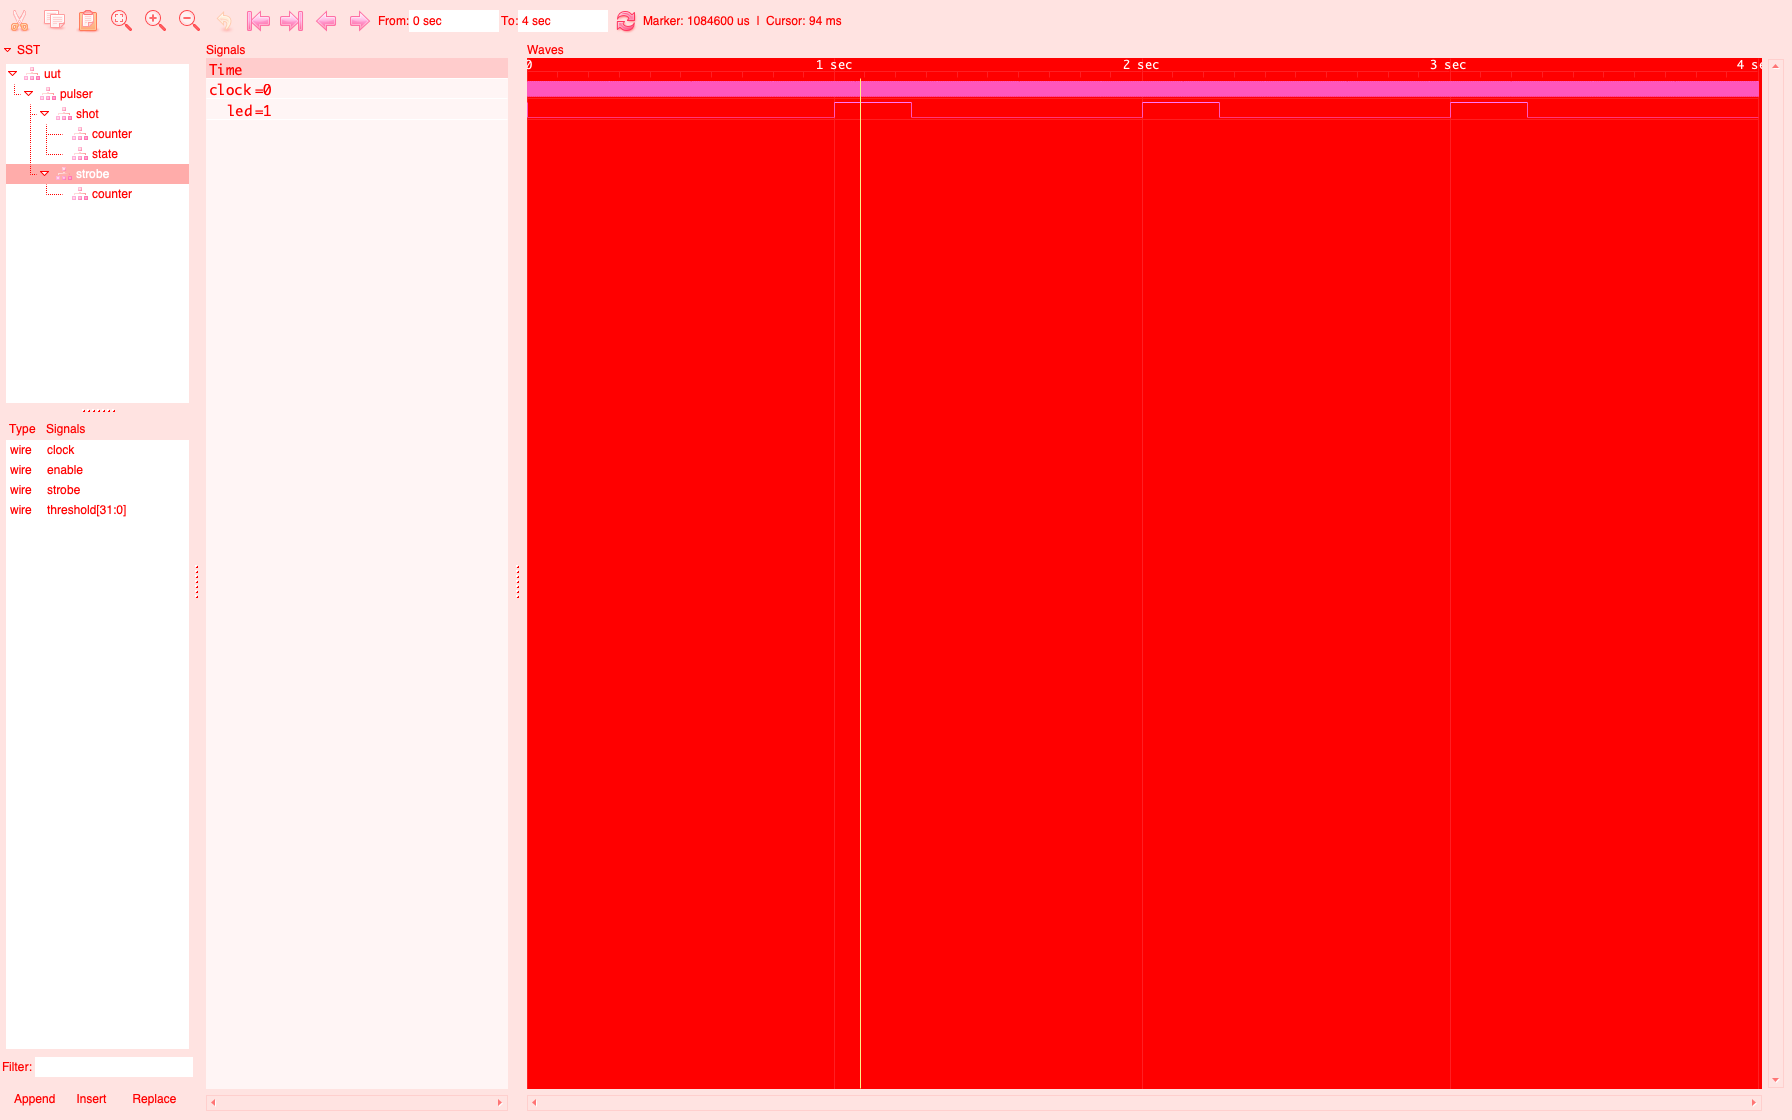 From: 0 sec To: 4 sec Marker: 1084600 us | Cursor: 94 ms
SST
uut
pulser
shot
counter
state
strobe
counter
Type Signals
wire clock
wire enable
wire strobe
wire threshold[31:0]
Filter:
Append Insert Replace
Signals
Time
clock=0
led=1
Waves
0 1 sec 2 sec 3 sec 4 se